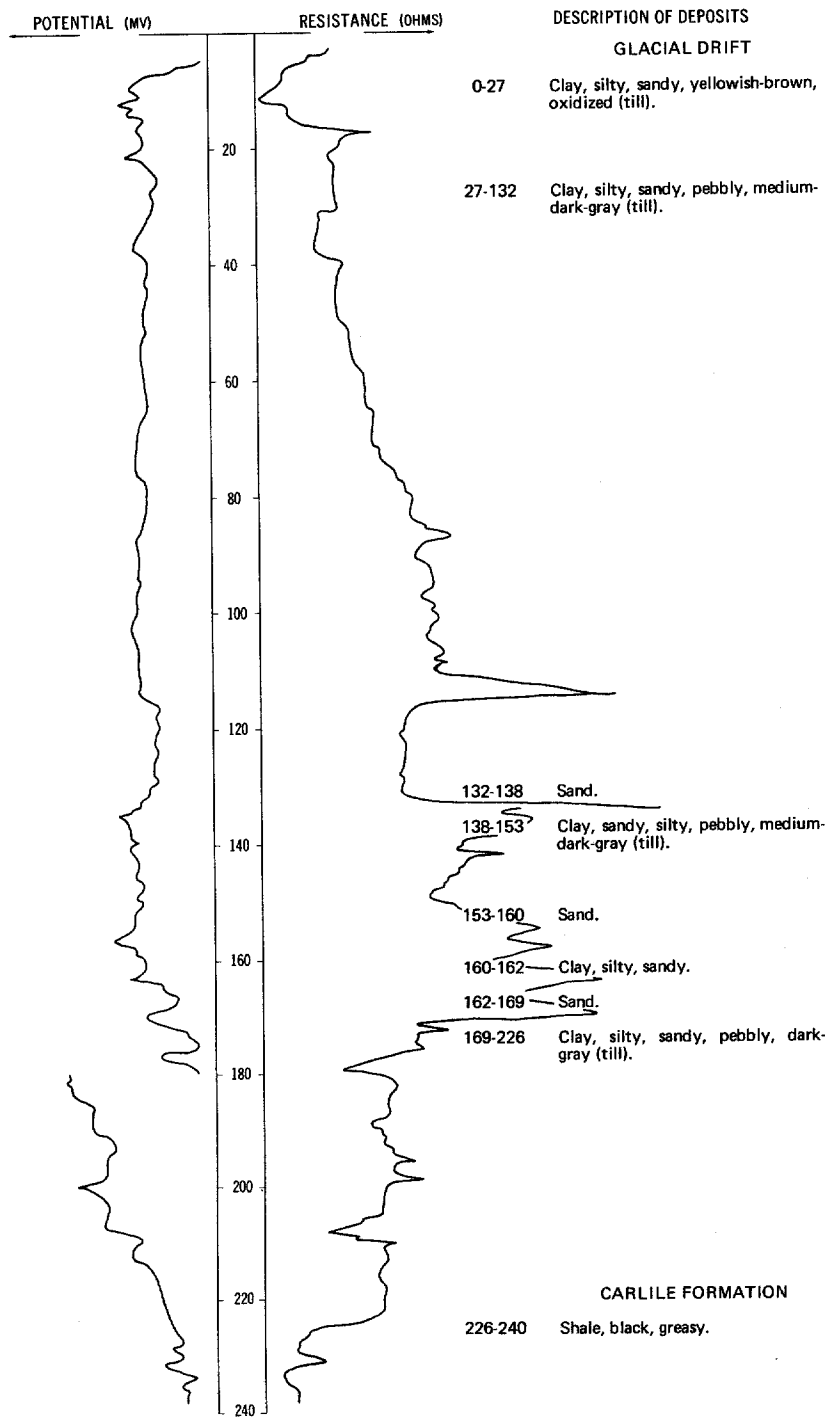 POTENTIAL (MV)
RESISTANCE (OHMS)
DESCRIPTION OF DEPOSITS
GLACIAL DRIFT
0-27 Clay, silty, sandy, yellowish-brown,
oxidized (till).
20
27-132 Clay, silty, sandy, pebbly, medium-
dark-gray (till).
40
60
80
100
120
132-138 Sand.
138-153 Clay, sandy, silty, pebbly, medium-
dark-gray (till).
140
153-160 Sand.
160
160-162 Clay, silty, sandy.
162-169 Sand.
169-226 Clay, silty, sandy, pebbly, dark-
gray (till).
180
200
CARLILE FORMATION
220
226-240 Shale, black, greasy.
240